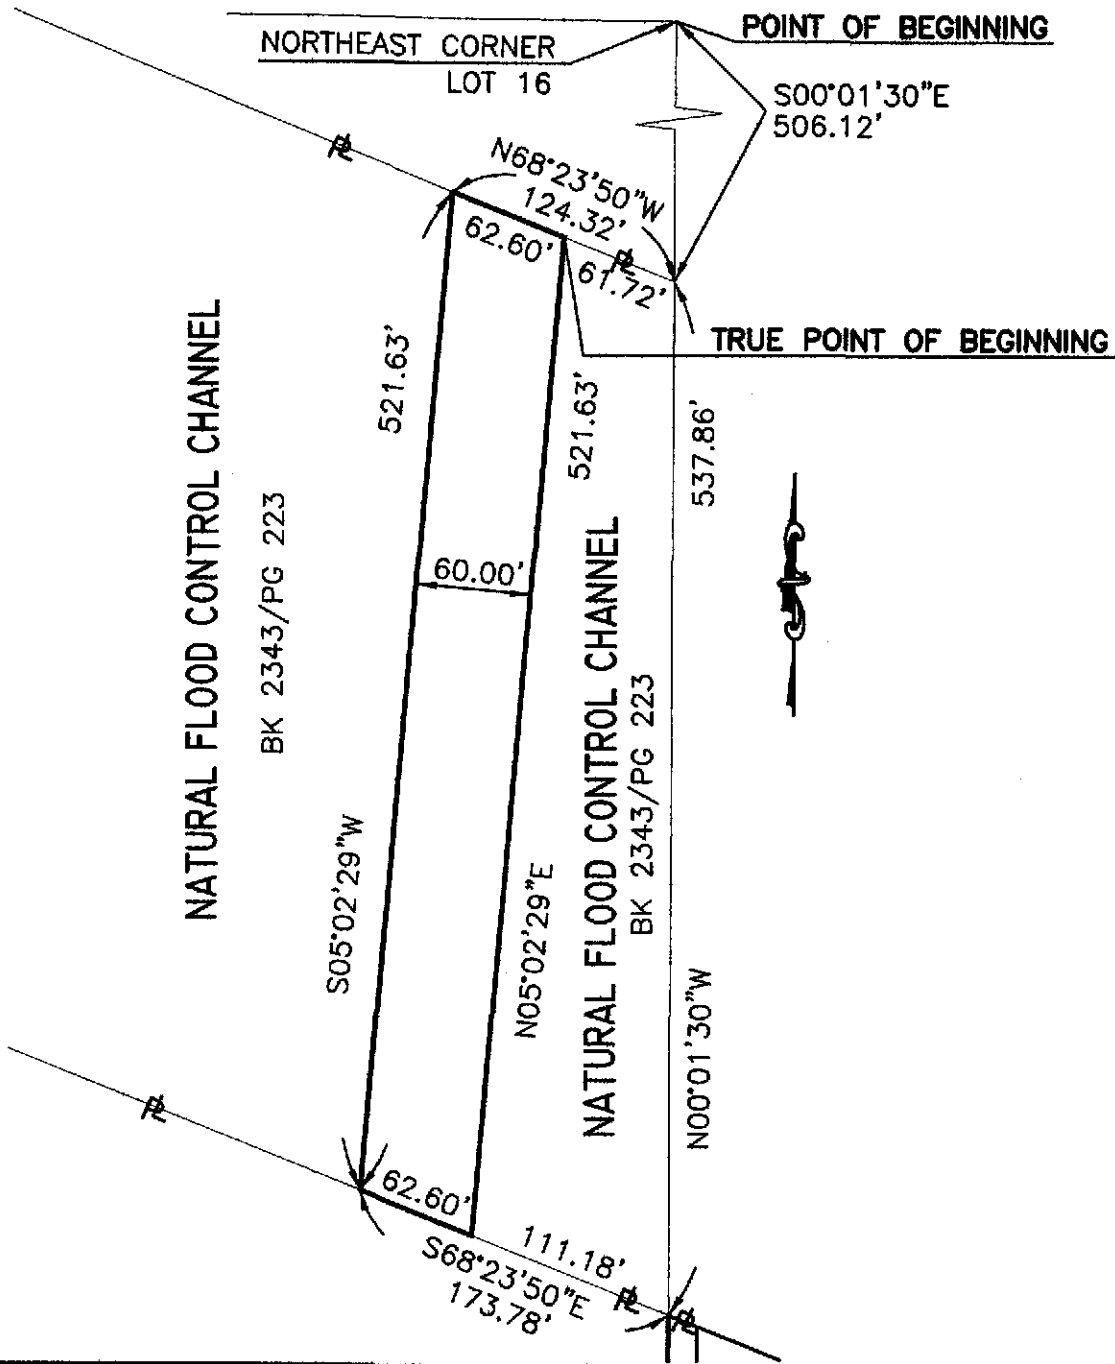 POINT OF BEGINNING
NORTHEAST CORNER
LOT 16
S00°01'30"E
506.12'
N68°23'50"W
124.32'
62.60'
61.72'
TRUE POINT OF BEGINNING
521.63'
521.63'
537.86'
NATURAL FLOOD CONTROL CHANNEL
BK 2343/PG 223
60.00'
NATURAL FLOOD CONTROL CHANNEL
BK 2343/PG 223
S05°02'29"W
N05°02'29"E
N00°01'30"W
62.60'
111.18'
S68°23'50"E
173.78'